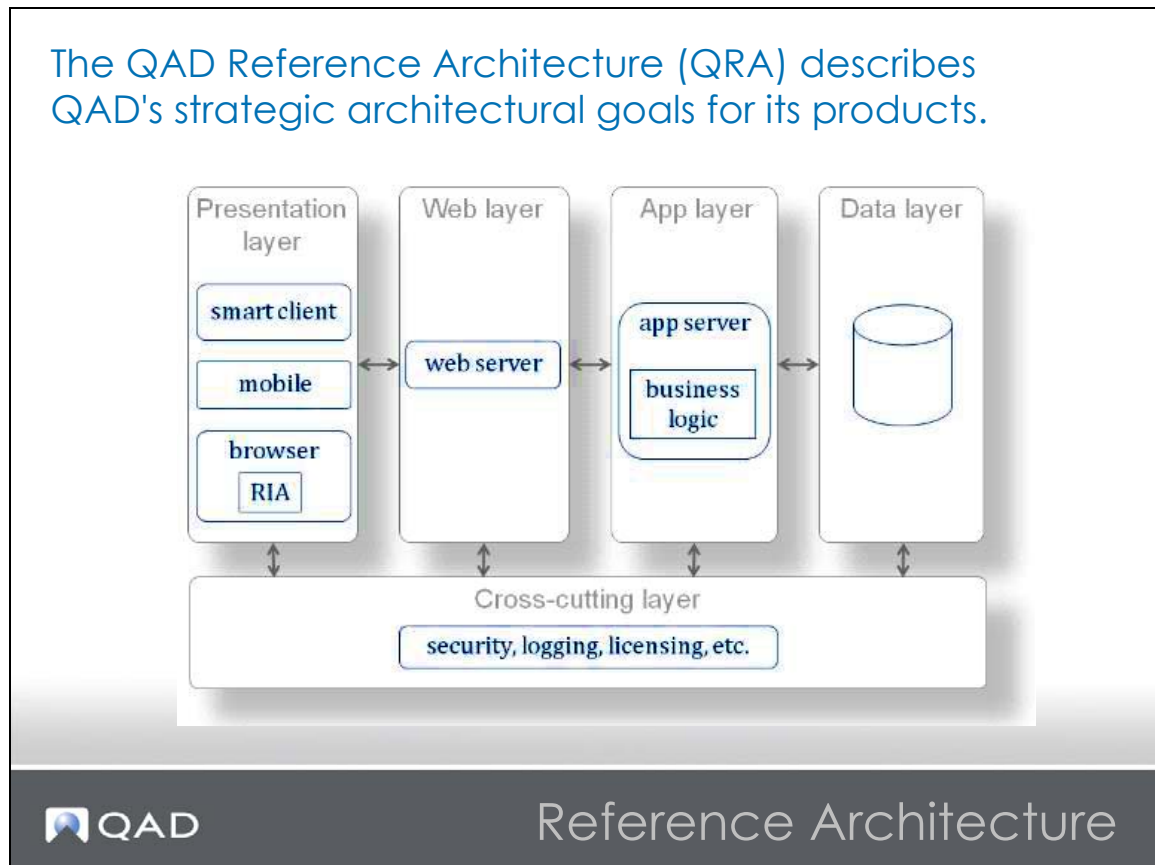 The QAD Reference Architecture (QRA) describes
QAD's strategic architectural goals for its products.
Presentation
layer
smart client
mobile
browser
RIA
Web layer
web server
App layer
app server
business
logic
Data layer
Cross-cutting layer
security, logging, licensing, etc.
QAD
Reference Architecture